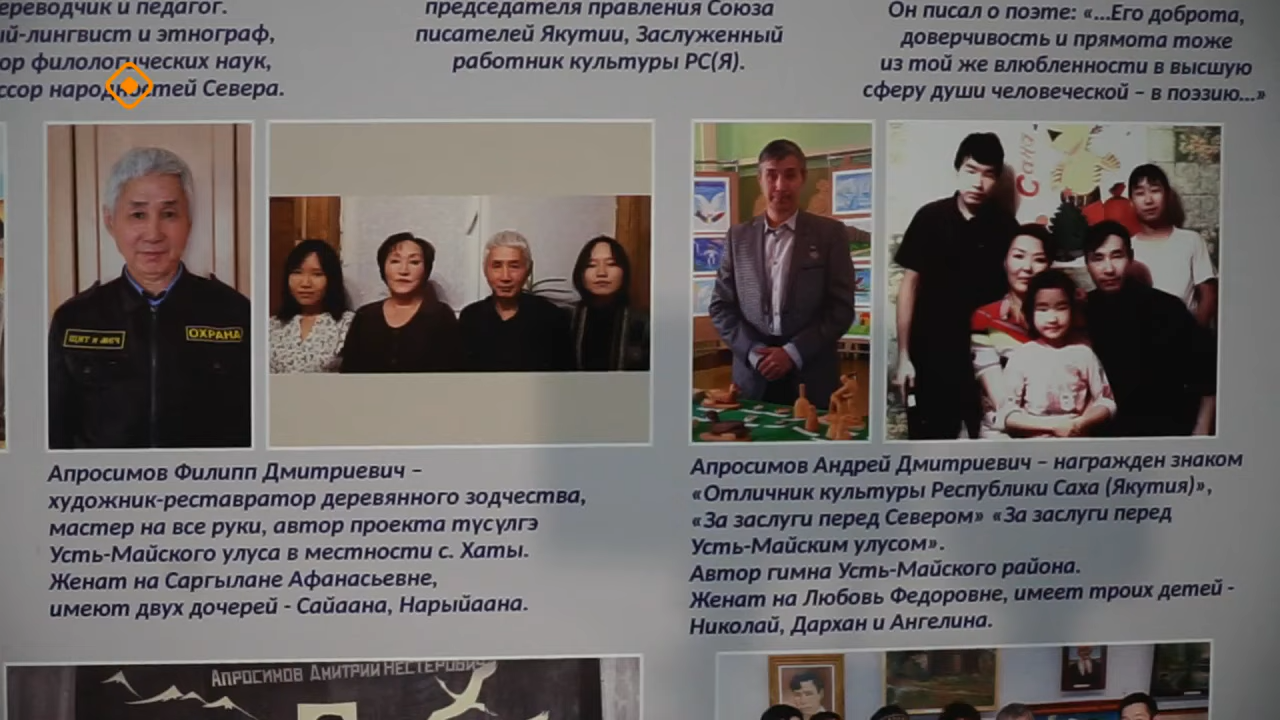 переводчик и педагог.
ый-лингвист и этнограф,
ор филологических наук,
ссор народностей Севера.
председателя правления Союза
писателей Якутии, Заслуженный
работник культуры РС(Я).
Он писал о поэте: «...Его доброта,
доверчивость и прямота тоже
из той же влюбленности в высшую
сферу души человеческой – в поэзию...»
ЩИТ и МЕЧ
ОХРАНА
Сана
Апросимов Филипп Дмитриевич –
художник-реставратор деревянного зодчества,
мастер на все руки, автор проекта түсүлгэ
Усть-Майского улуса в местности с. Хаты.
Женат на Саргылане Афанасьевне,
имеют двух дочерей - Сайаана, Нарыйаана.
Апросимов Андрей Дмитриевич – награжден знаком
«Отличник культуры Республики Саха (Якутия)»,
«За заслуги перед Севером» «За заслуги перед
Усть-Майским улусом».
Автор гимна Усть-Майского района.
Женат на Любовь Федоровне, имеет троих детей -
Николай, Дархан и Ангелина.
АПРОСИМОВ ДМИТРИЙ НЕСТЕРОВИЧ